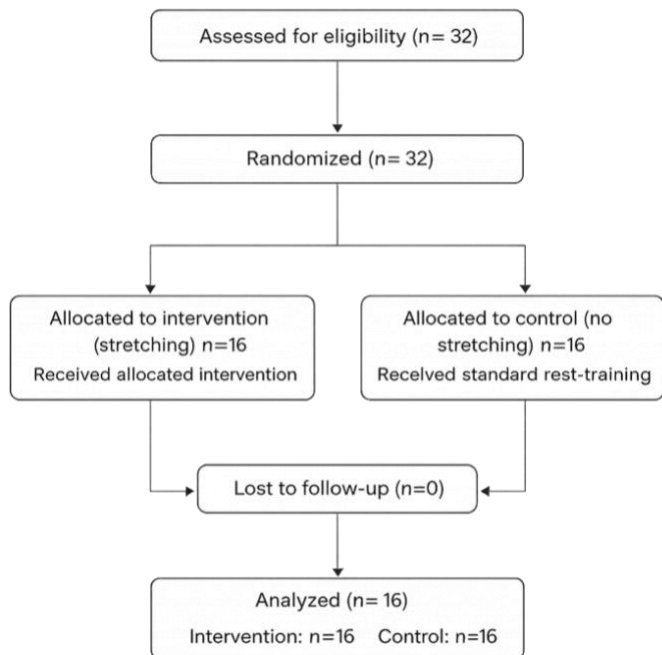 Assessed for eligibility (n= 32)
Randomized (n= 32)
Allocated to intervention
(stretching) n=16
Received allocated intervention
Allocated to control (no
stretching) n=16
Received standard rest-training
Lost to follow-up (n=0)
Analyzed (n= 16)
Intervention: n=16 Control: n=16